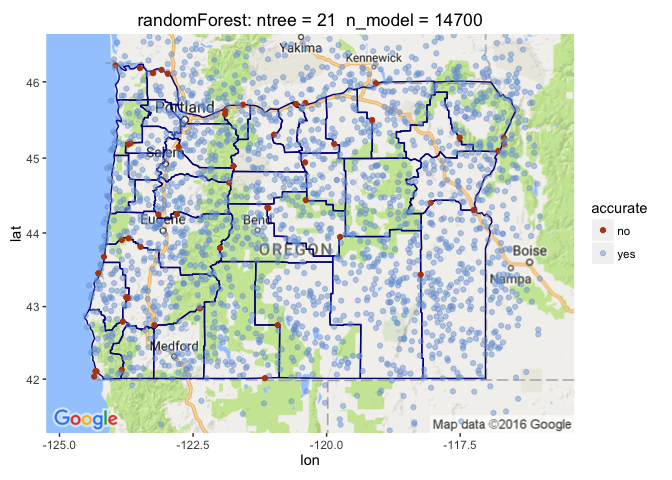 randomForest: ntree = 21 n_model = 14700
Yakima
Kennewick
Portland
Salem
Eugene
Bend
OREGON
Boise
Nampa
Medford
Google
Map data ©2016 Google
46
45
44
43
42
lat
-125.0
-122.5
-120.0
-117.5
lon
accurate
no
yes